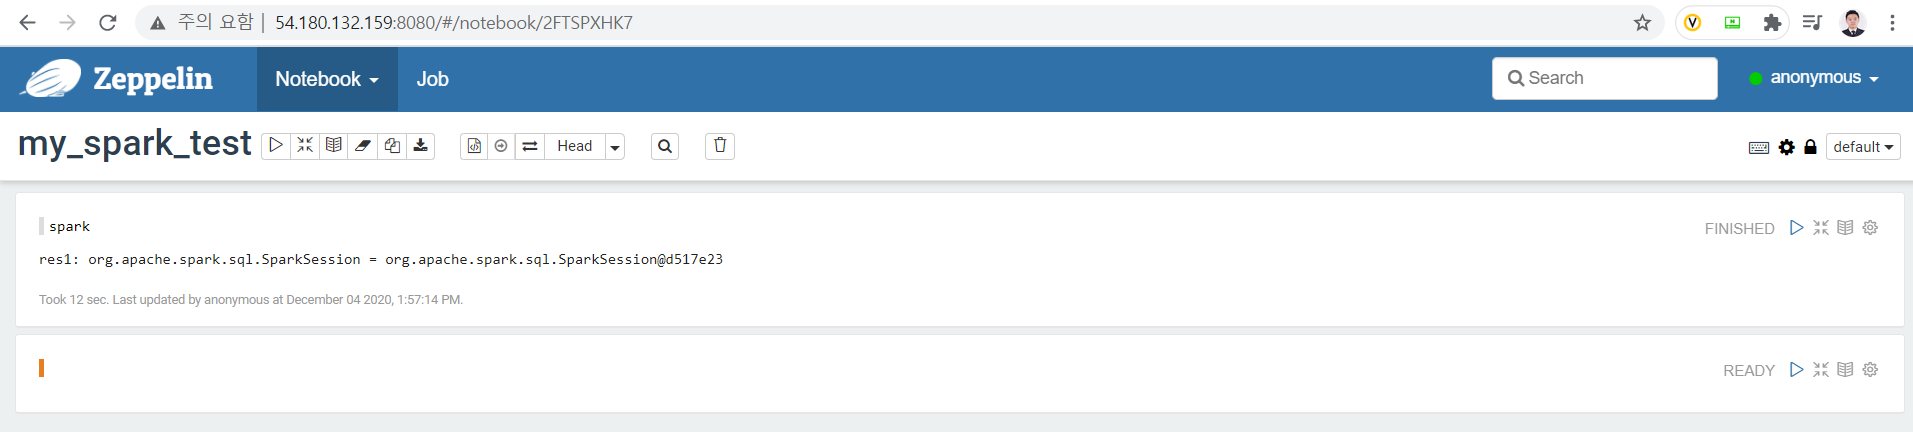 주의 요함 | 54.180.132.159:8080/#/notebook/2FTSPXHK7
Zeppelin Notebook Job Search anonymous
my_spark_test Head default
spark FINISHED
res1: org.apache.spark.sql.SparkSession = org.apache.spark.sql.SparkSession@d517e23
Took 12 sec. Last updated by anonymous at December 04 2020, 1:57:14 PM.
READY